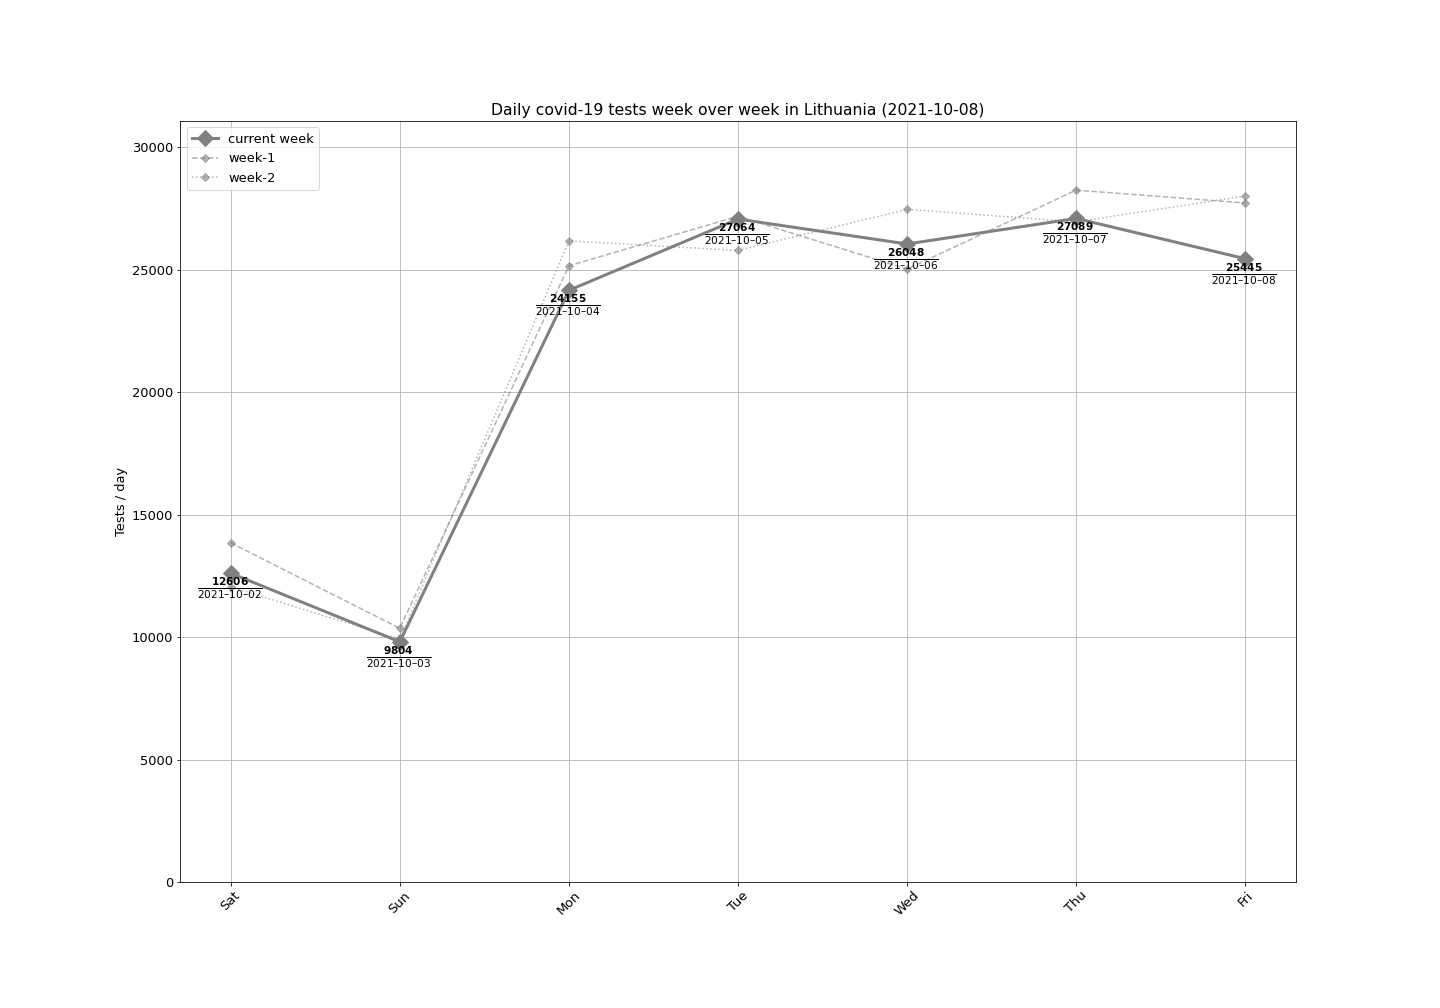 Daily covid-19 tests week over week in Lithuania (2021-10-08)
current week
week-1
week-2
30000
25000
20000
15000
10000
5000
0
Tests / day
12606
2021-10-02
9804
2021-10-03
24155
2021-10-04
27064
2021-10-05
26048
2021-10-06
27089
2021-10-07
25445
2021-10-08
Sat
Sun
Mon
Tue
Wed
Thu
Fri